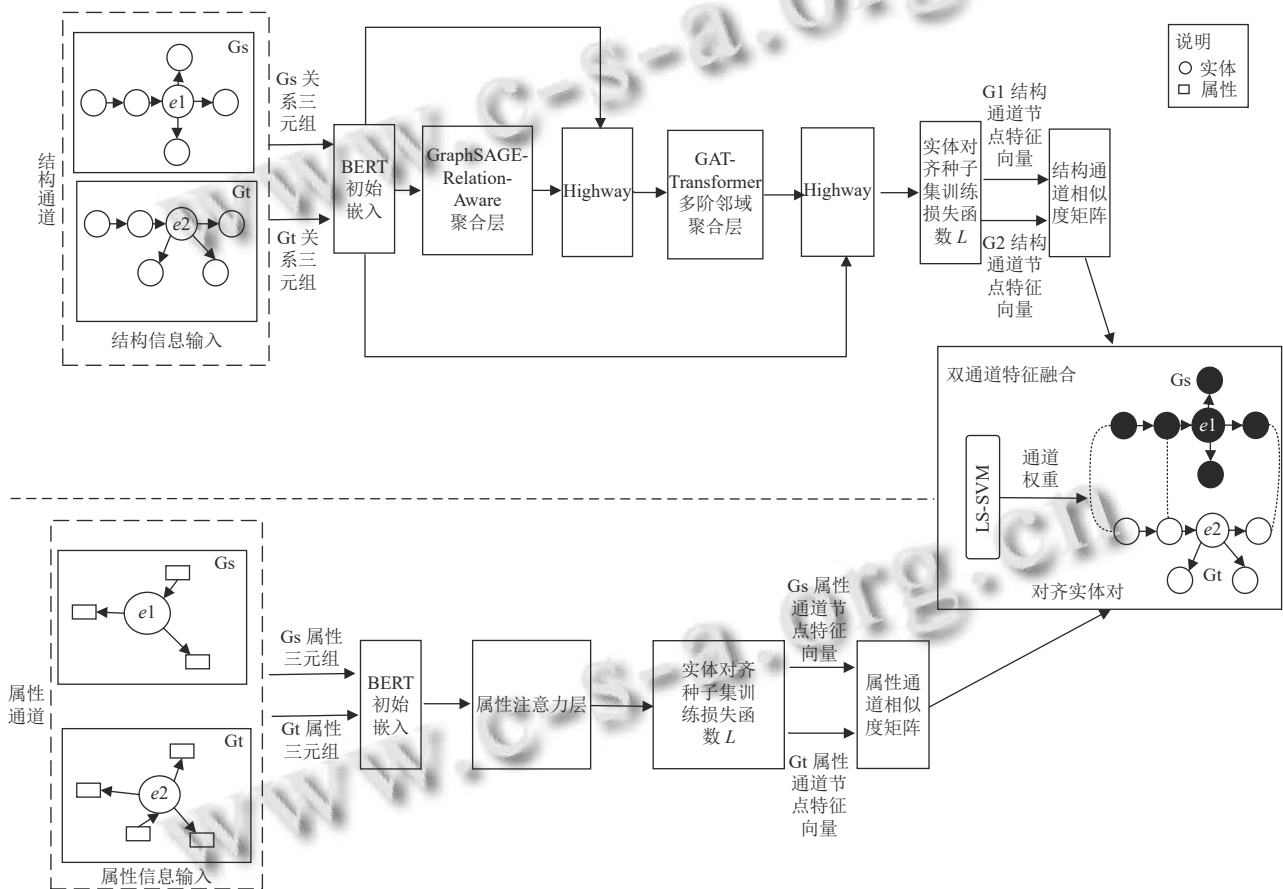 结构通道
Gs
e1
Gt
e2
结构信息输入
Gs 关
系三
元组
Gt 关
系三
元组
BERT
初始
嵌入
GraphSAGE-
Relation-
Aware
聚合层
Highway
GAT-
Transformer
多阶邻域
聚合层
Highway
实体对
齐种子
集训练
损失函
数 L
G1 结构
通道节
点特征
向量
G2 结构
通道节
点特征
向量
结构通
道相似
度矩阵
说明
实体
属性
双通道特征融合
Gs
e1
LS-SVM
通道
权重
e2
Gt
对齐实体对
属性
通道
Gs
e1
Gt
e2
属性信息输入
Gs 属性
三元组
Gt 属性
三元组
BERT
初始
嵌入
属性注意力层
实体对齐
种子集训
练损失函
数 L
Gs 属性
通道节
点特征
向量
Gt 属性
通道节
点特征
向量
属性通
道相似
度矩阵
www.c-s-a.org.cn
www.c-s-a.org.cn